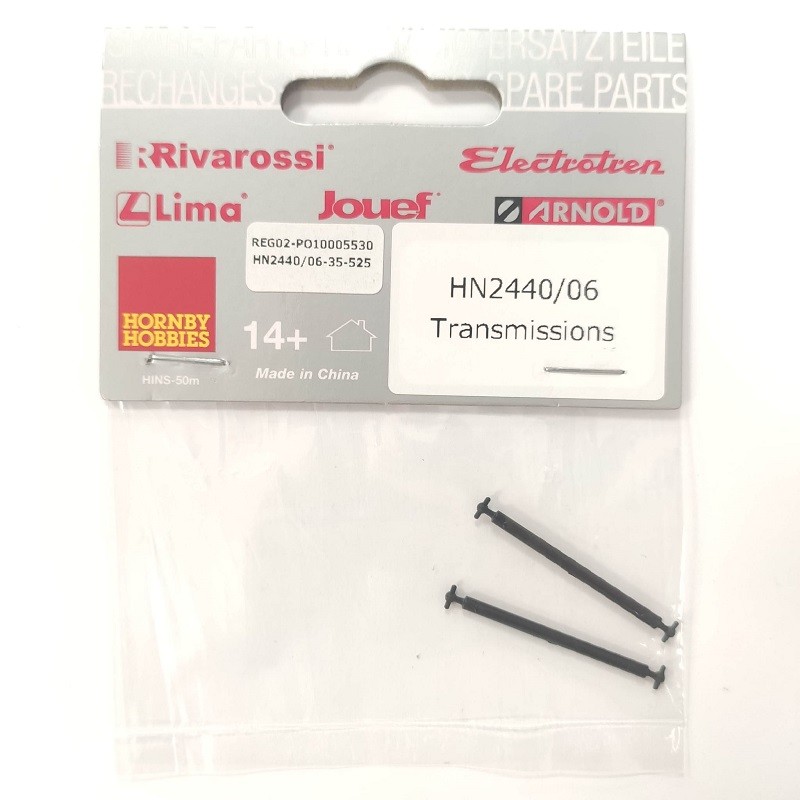 ERSATZTEILE
RECHANGES SPARE PARTS
Rivarossi® Electrotren
Lima® Jouef® ARNOLD®
REG02-PO10005530
HN2440/06-35-525
HN2440/06
Transmissions
HORNBY
HOBBIES
14+
Made in China
HINS-50m